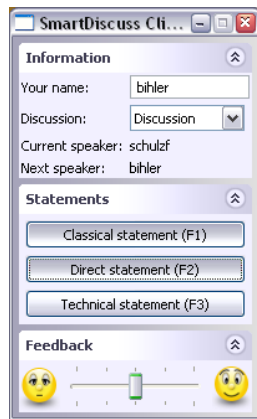 SmartDiscuss Cli...
Information
Your name: bihler
Discussion: Discussion
Current speaker: schulzf
Next speaker: bihler
Statements
Classical statement (F1)
Direct statement (F2)
Technical statement (F3)
Feedback